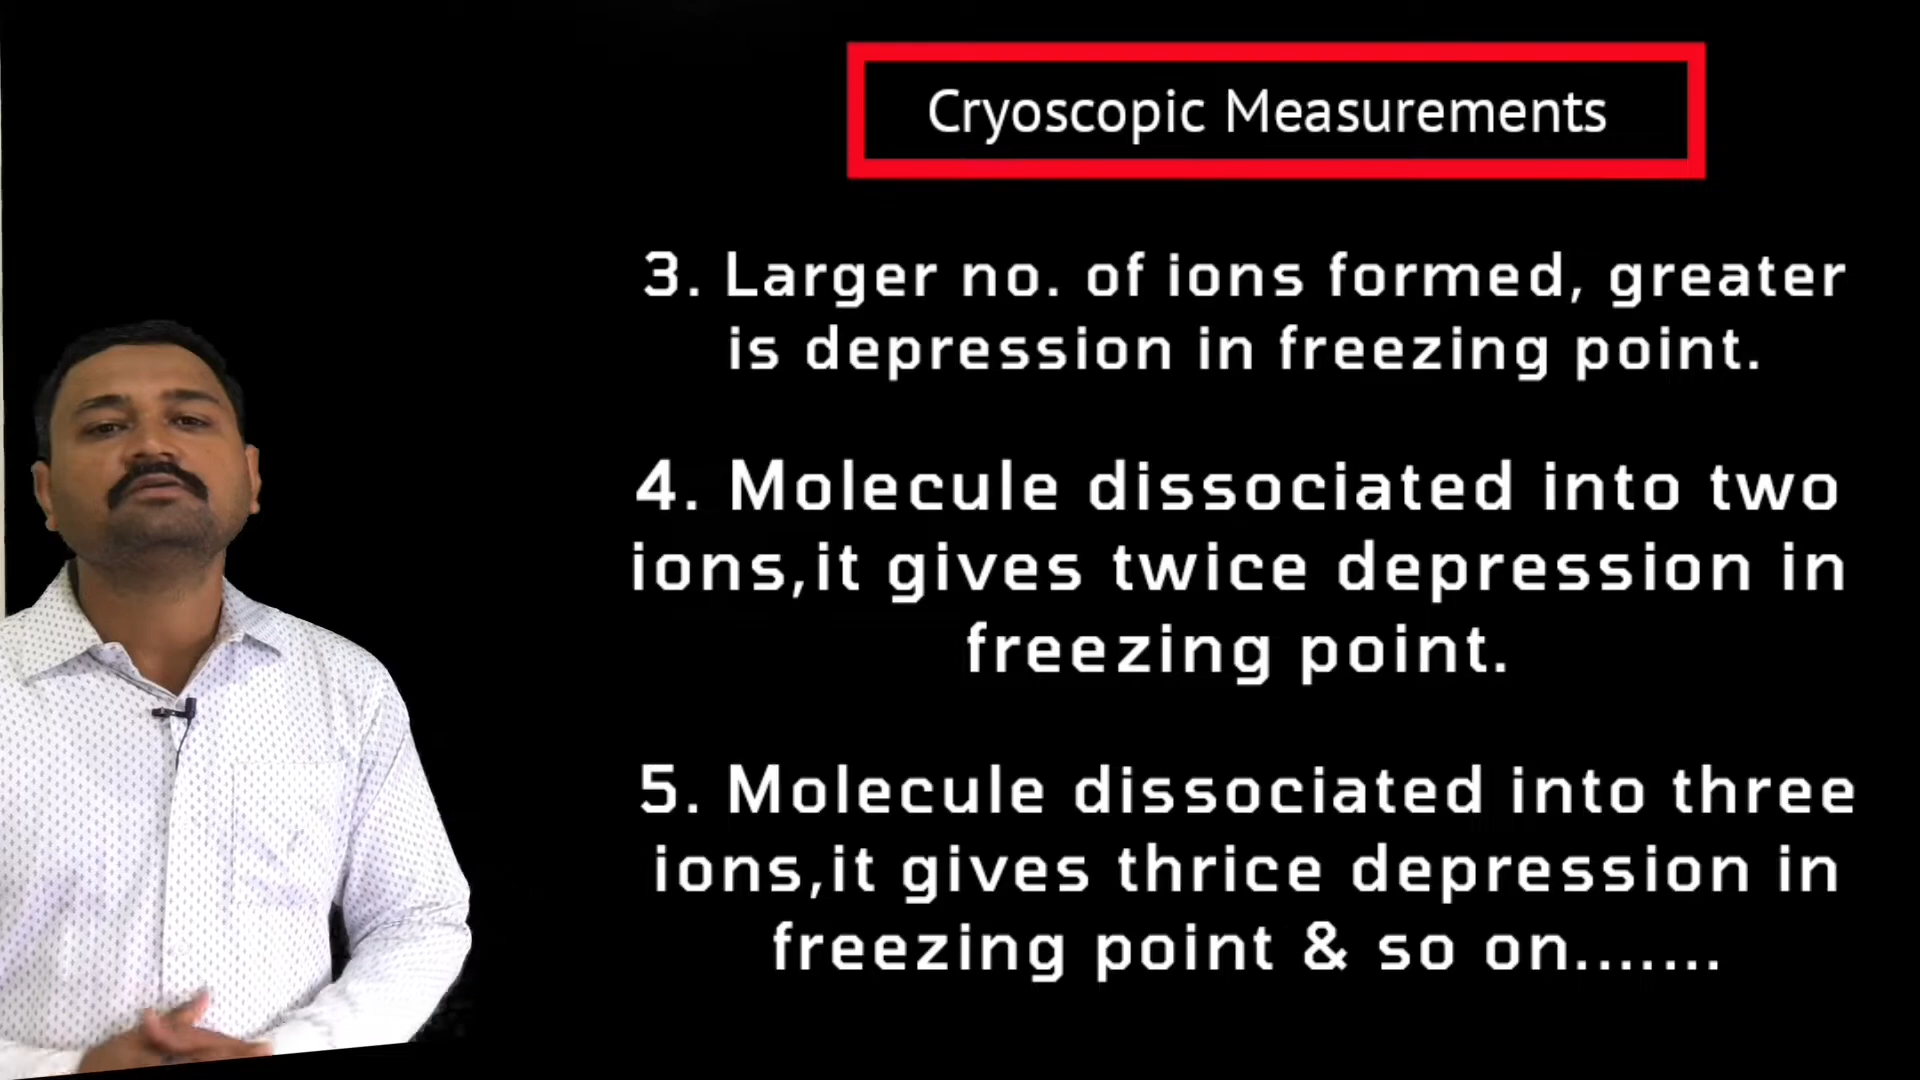 Cryoscopic Measurements
3. Larger no. of ions formed, greater
is depression in freezing point.
4. Molecule dissociated into two
ions,it gives twice depression in
freezing point.
5. Molecule dissociated into three
ions,it gives thrice depression in
freezing point & so on.......